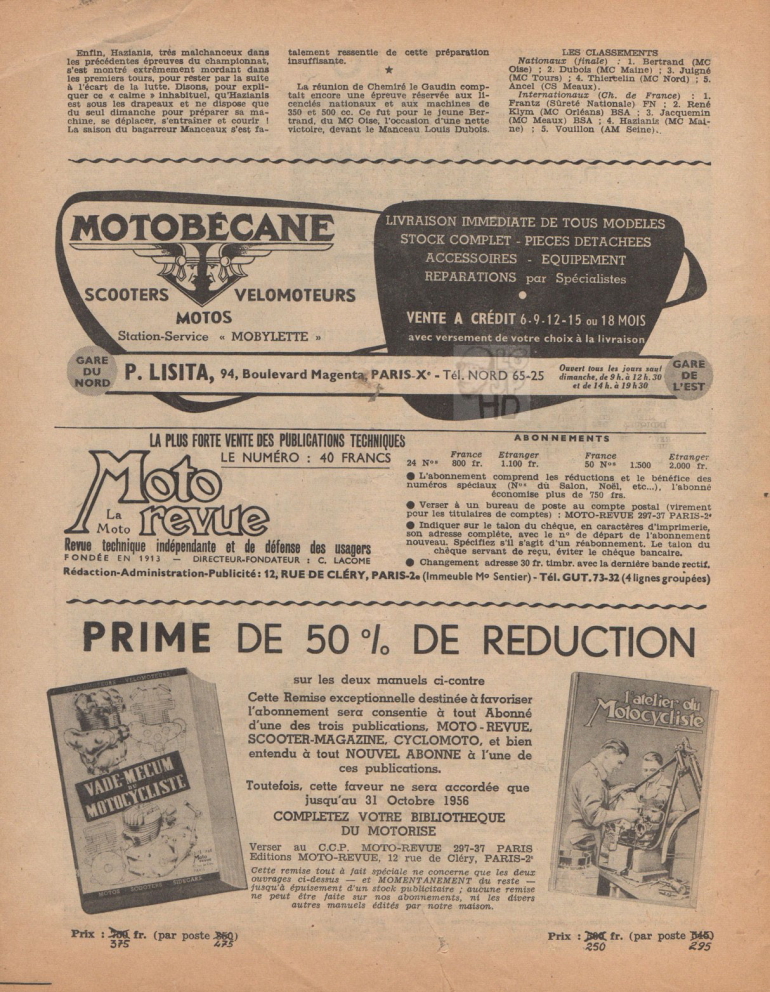 Enfin, Hazianis, très malchanceux dans
les précédentes épreuves du championnat,
s'est montré extrêmement mordant dans
les premiers tours, pour rester par la suite
à l'écart de la lutte. Disons, pour expli-
quer ce « calme » inhabituel, qu'Hazianis
est sous les drapeaux et ne dispose que
du seul dimanche pour préparer sa ma-
chine, se déplacer, s'entraîner et courir !
La saison du bagarreur Manceaux s'est fa-
talement ressentie de cette préparation
insuffisante.
★
La réunion de Chemiré le Gaudin comp-
tait encore une épreuve réservée aux li-
cenciés nationaux et aux machines de
350 et 500 cc. Ce fut pour le jeune Ber-
trand, du MC Oise, l'occasion d'une nette
victoire, devant le Manceau Louis Dubois.
LES CLASSEMENTS
Nationaux (finale) : 1. Bertrand (MC
Oise) ; 2. Dubois (MC Maine) ; 3. Juigné
(MC Tours) ; 4. Thiertelin (MC Nord) ; 5.
Ancel (CS Meaux).
Internationaux (Ch. de France) : 1.
Frantz (Sûreté Nationale) FN ; 2. René
Klym (MC Orléans) BSA ; 3. Jacquemin
(MC Meaux) BSA ; 4. Hazianis (MC Mai-
ne) ; 5. Vouillon (AM Seine).
MOTOBÉCANE
SCOOTERS VELOMOTEURS
MOTOS
Station-Service « MOBYLETTE »
LIVRAISON IMMEDIATE DE TOUS MODELES
STOCK COMPLET - PIECES DETACHEES
ACCESSOIRES - EQUIPEMENT
REPARATIONS par Spécialistes
VENTE A CRÉDIT 6-9-12-15 ou 18 MOIS
avec versement de votre choix à la livraison
GARE
DU
NORD
P. LISITA, 94, Boulevard Magenta, PARIS-Xe - Tél. NORD 65-25
Ouvert tous les jours sauf
dimanche, de 9 h. à 12 h. 30
et de 14 h. à 19 h 30
GARE
DE
L'EST
HD
LA PLUS FORTE VENTE DES PUBLICATIONS TECHNIQUES
LE NUMÉRO : 40 FRANCS
La Moto
Moto revue
Revue technique indépendante et de défense des usagers
FONDÉE EN 1913 — DIRECTEUR-FONDATEUR : C. LACOME
ABONNEMENTS
France Etranger France Etranger
24 Nos 800 fr. 1.100 fr. 50 Nos 1.500 2.000 fr.
● L'abonnement comprend les réductions et le bénéfice des
numéros spéciaux (Nos du Salon, Noël, etc...), l'abonné
économise plus de 750 frs.
● Verser à un bureau de poste au compte postal (virement
pour les titulaires de comptes) : MOTO-REVUE 297-37 PARIS-2e
● Indiquer sur le talon du chèque, en caractères d'imprimerie,
son adresse complète, avec le n° de départ de l'abonnement
nouveau. Spécifiez s'il s'agit d'un réabonnement. Le talon du
chèque servant de reçu, éviter le chèque bancaire.
● Changement adresse 30 fr. timbr. avec la dernière bande rectif.
Rédaction-Administration-Publicité : 12, RUE DE CLÉRY, PARIS-2e (Immeuble Mo Sentier) - Tél. GUT. 73-32 (4 lignes groupées)
PRIME DE 50 % DE REDUCTION
sur les deux manuels ci-contre
Cette Remise exceptionnelle destinée à favoriser
l'abonnement sera consentie à tout Abonné
d'une des trois publications, MOTO-REVUE,
SCOOTER-MAGAZINE, CYCLOMOTO, et bien
entendu à tout NOUVEL ABONNE à l'une de
ces publications.
Toutefois, cette faveur ne sera accordée que
jusqu'au 31 Octobre 1956
COMPLETEZ VOTRE BIBLIOTHEQUE
DU MOTORISE
Verser au C.C.P. MOTO-REVUE 297-37 PARIS
Editions MOTO-REVUE, 12 rue de Cléry, PARIS-2e
Cette remise tout à fait spéciale ne concerne que les deux
ouvrages ci-dessus — et MOMENTANEMENT du reste —
jusqu'à épuisement d'un stock publicitaire ; aucune remise
ne peut être faite sur nos abonnements, ni les divers
autres manuels édités par notre maison.
VADE-MECUM
DU
MOTOCYCLISTE
MOTOS SCOOTERS SIDECARS
l'atelier du
Motocycliste
Prix : 750 fr. (par poste 850)
375 475
Prix : 500 fr. (par poste 545)
250 295